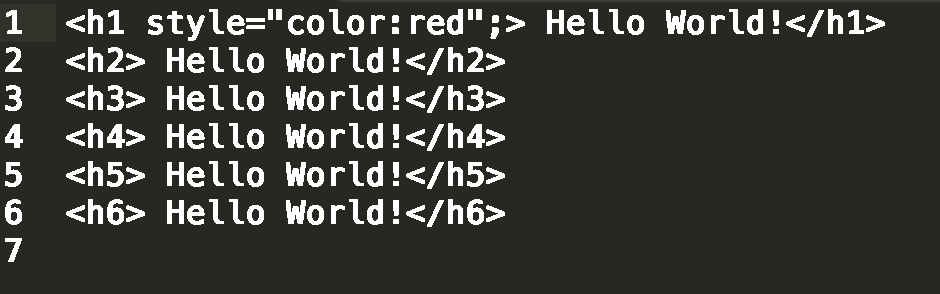 1 <h1 style="color:red";> Hello World!</h1>
2 <h2> Hello World!</h2>
3 <h3> Hello World!</h3>
4 <h4> Hello World!</h4>
5 <h5> Hello World!</h5>
6 <h6> Hello World!</h6>
7